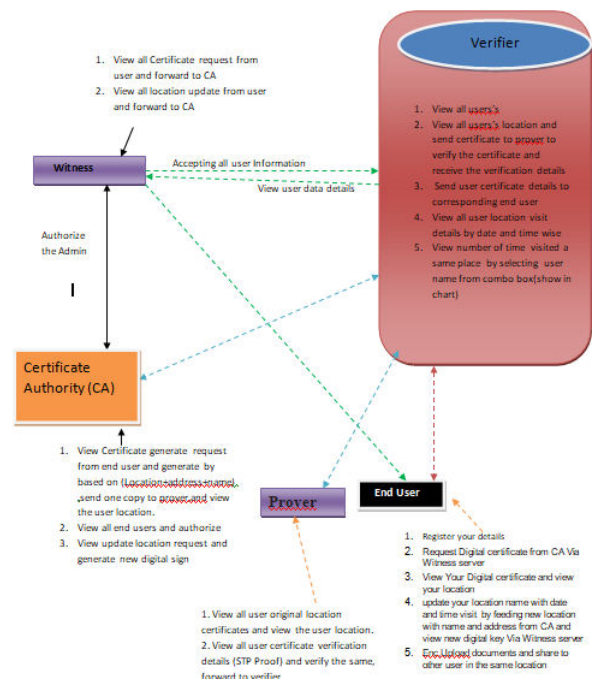 Verifier
1. View all Certificate request from
user and forward to CA
2. View all location update from user
and forward to CA
1. View all users's
2. View all users's location and
send certificate to prover to
verify the certificate and
receive the verification details
3. Send user certificate details to
corresponding end user
4. View all user location visit
details by date and time wise
5. View number of time visited a
same place by selecting user
name from combo box(show in
chart)
Witness
Accepting all user Information
View user data details
Authorize
the Admin
I
Certificate
Authority (CA)
1. View Certificate generate request
from end user and generate by
based on (Location+address+name)
,send one copy to prover and view
the user location.
2. View all end users and authorize
3. View update location request and
generate new digital sign
Prover
End User
1. Register your details
2. Request Digital certificate from CA Via
Witness server
3. View Your Digital certificate and view
your location
4. update your location name with date
and time visit by feeding new location
with name and address from CA and
view new digital key Via Witness server
5. Enc,Upload documents and share to
other user in the same location
1. View all user original location
certificates and view the user location.
2. View all user certificate verification
details (STP Proof) and verify the same,
forward to verifier